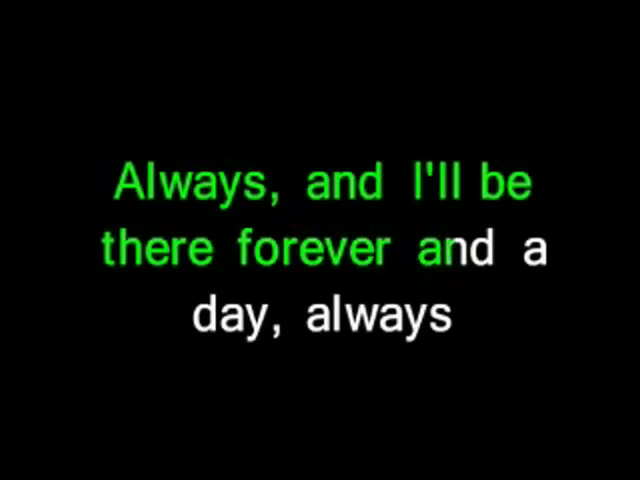 Always, and I'll be
there forever and a
day, always